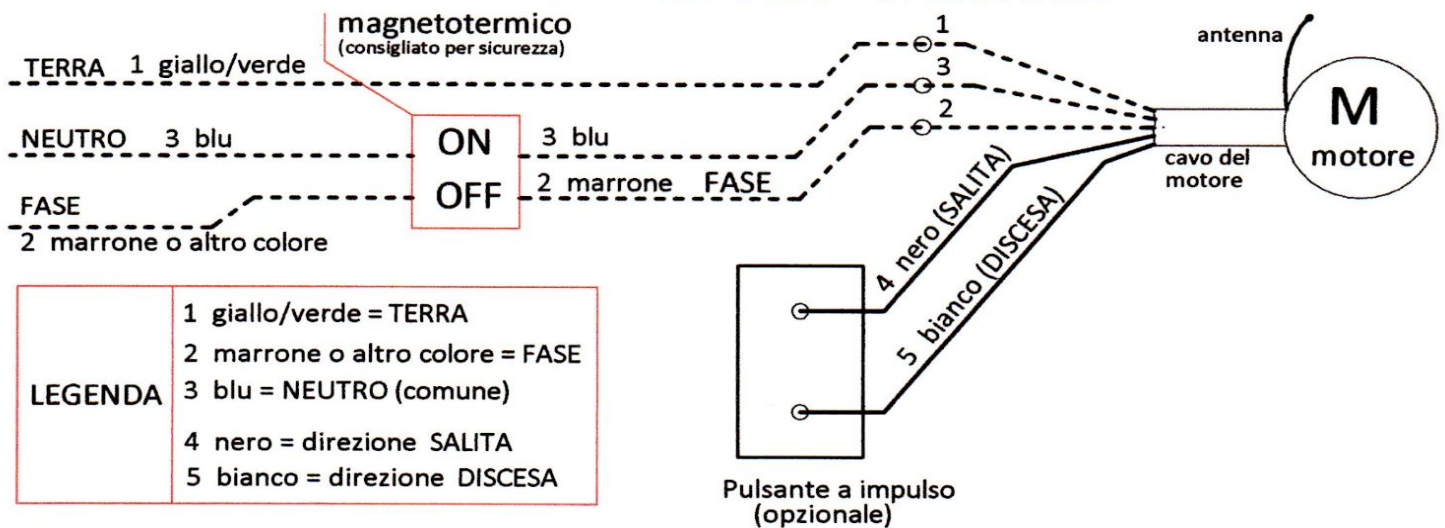 magnetotermico
(consigliato per sicurezza)
TERRA 1 giallo/verde
NEUTRO 3 blu
FASE
2 marrone o altro colore
ON
OFF
3 blu
2 marrone FASE
1
3
2
antenna
M
motore
cavo del
motore
4 nero (SALITA)
5 bianco (DISCESA)
Pulsante a impulso
(opzionale)
LEGENDA
1 giallo/verde = TERRA
2 marrone o altro colore = FASE
3 blu = NEUTRO (comune)
4 nero = direzione SALITA
5 bianco = direzione DISCESA